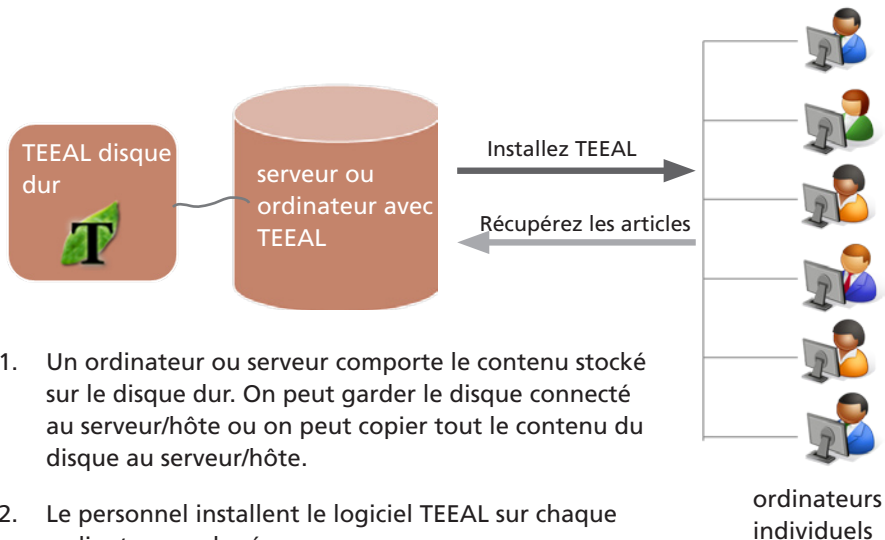 TEEAL disque
dur
T
serveur ou
ordinateur avec
TEEAL
Installez TEEAL
Récupérez les articles
1. Un ordinateur ou serveur comporte le contenu stocké
sur le disque dur. On peut garder le disque connecté
au serveur/hôte ou on peut copier tout le contenu du
disque au serveur/hôte.
2. Le personnel installent le logiciel TEEAL sur chaque
ordinateurs
individuels